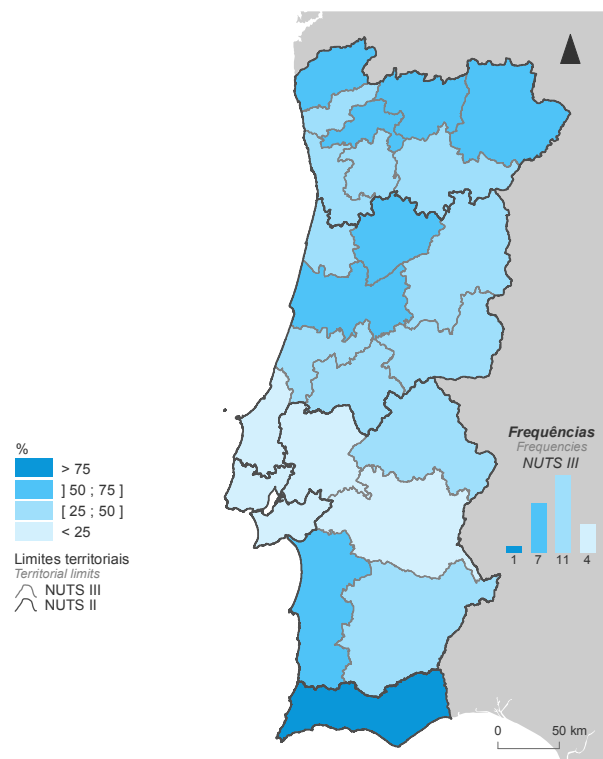 %
> 75
] 50 ; 75 ]
[ 25 ; 50 ]
< 25
Limites territoriais
Territorial limits
NUTS III
NUTS II
Frequências
Frequencies
NUTS III
1 7 11 4
0 50 km